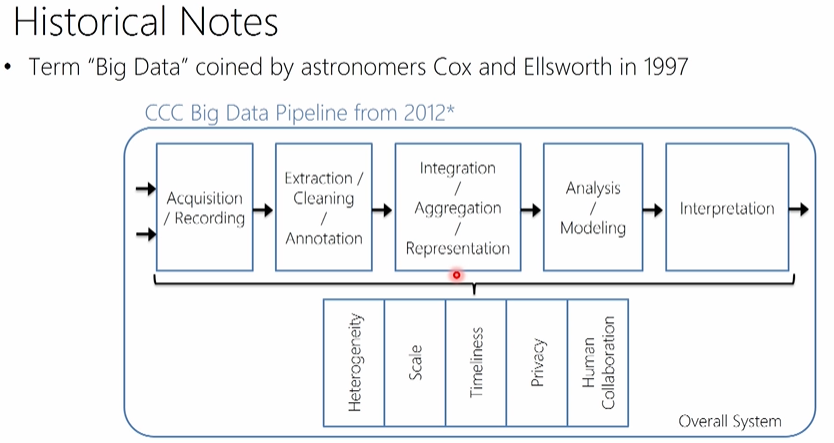 Historical Notes
• Term “Big Data” coined by astronomers Cox and Ellsworth in 1997
CCC Big Data Pipeline from 2012*
Acquisition
/ Recording
Extraction /
Cleaning
/
Annotation
Integration
/
Aggregation
/
Representation
Analysis
/
Modeling
Interpretation
Heterogeneity
Scale
Timeliness
Privacy
Human
Collaboration
Overall System